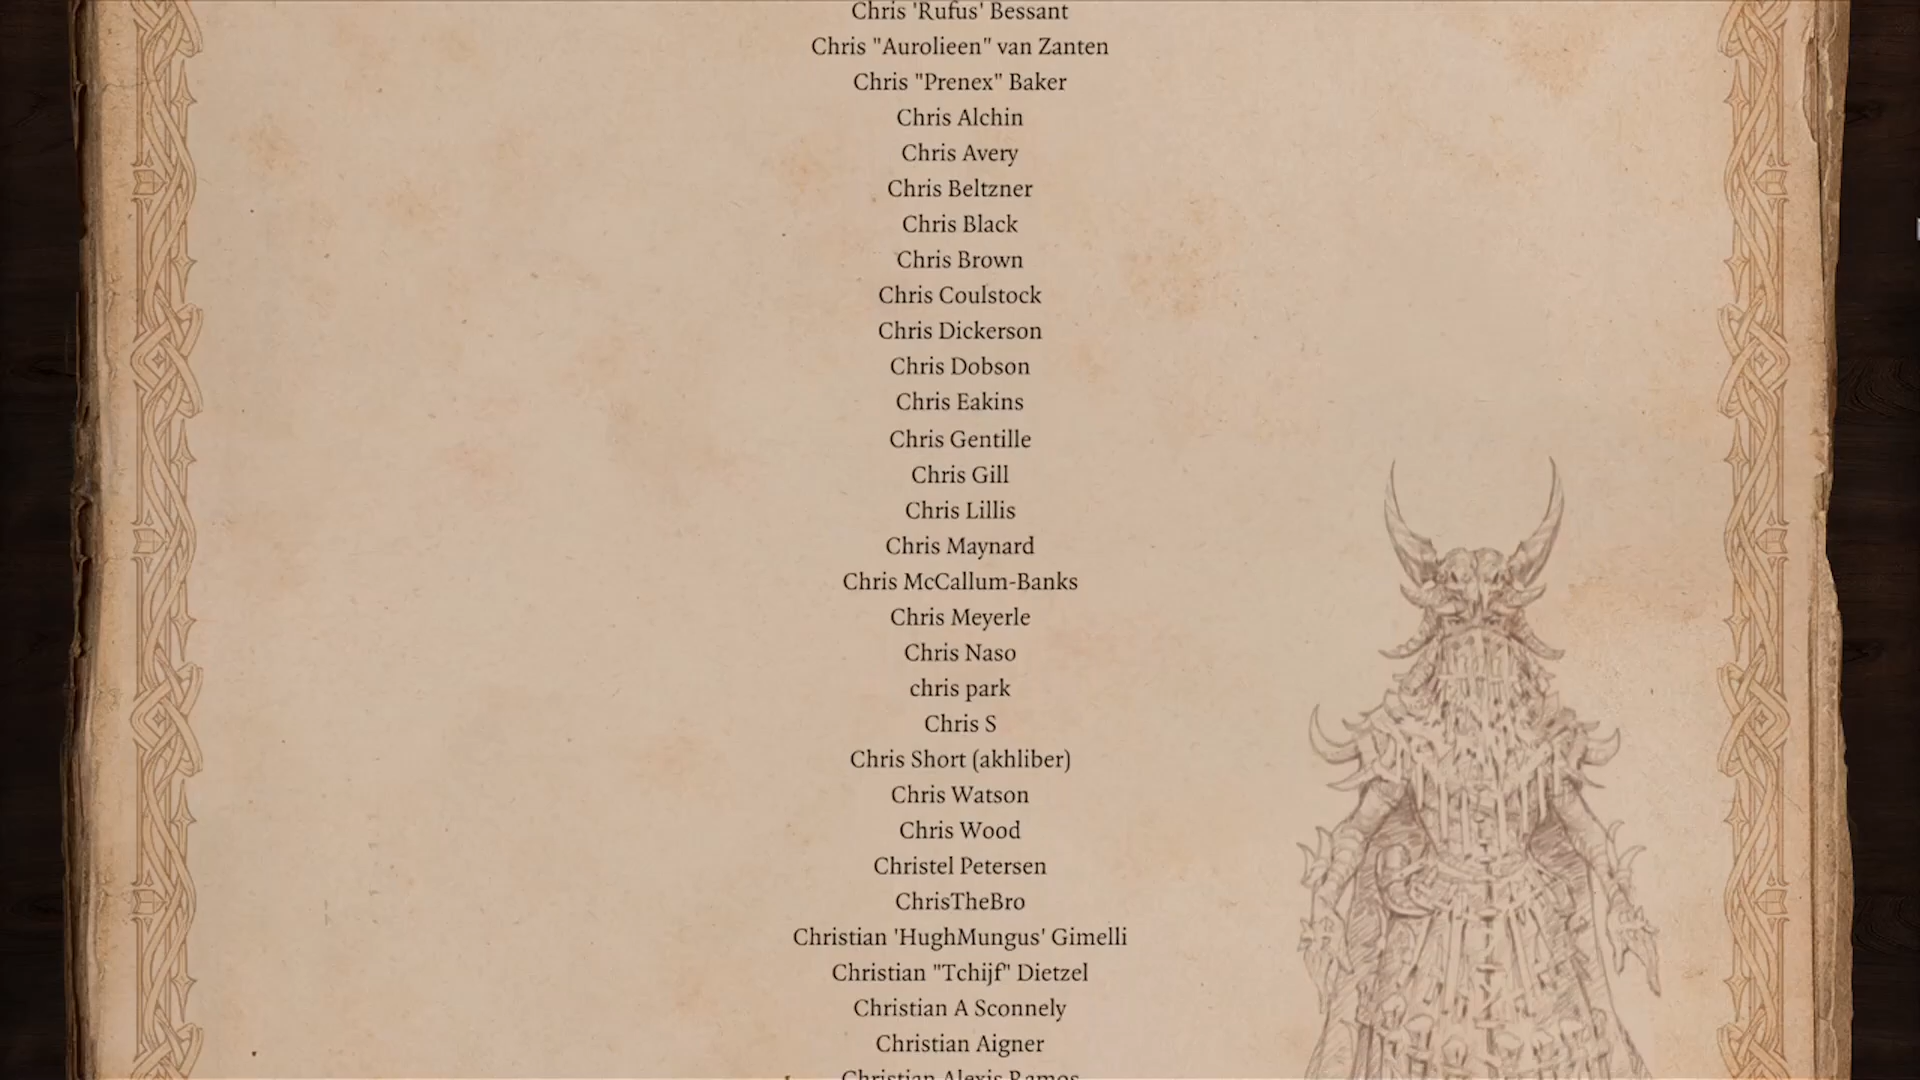 Chris 'Rufus' Bessant
Chris "Aurolieen" van Zanten
Chris "Prenex" Baker
Chris Alchin
Chris Avery
Chris Beltzner
Chris Black
Chris Brown
Chris Coulstock
Chris Dickerson
Chris Dobson
Chris Eakins
Chris Gentille
Chris Gill
Chris Lillis
Chris Maynard
Chris McCallum-Banks
Chris Meyerle
Chris Naso
chris park
Chris S
Chris Short (akhliber)
Chris Watson
Chris Wood
Christel Petersen
ChrisTheBro
Christian 'HughMungus' Gimelli
Christian "Tchijf" Dietzel
Christian A Sconnely
Christian Aigner
Christian Alexis Ramos